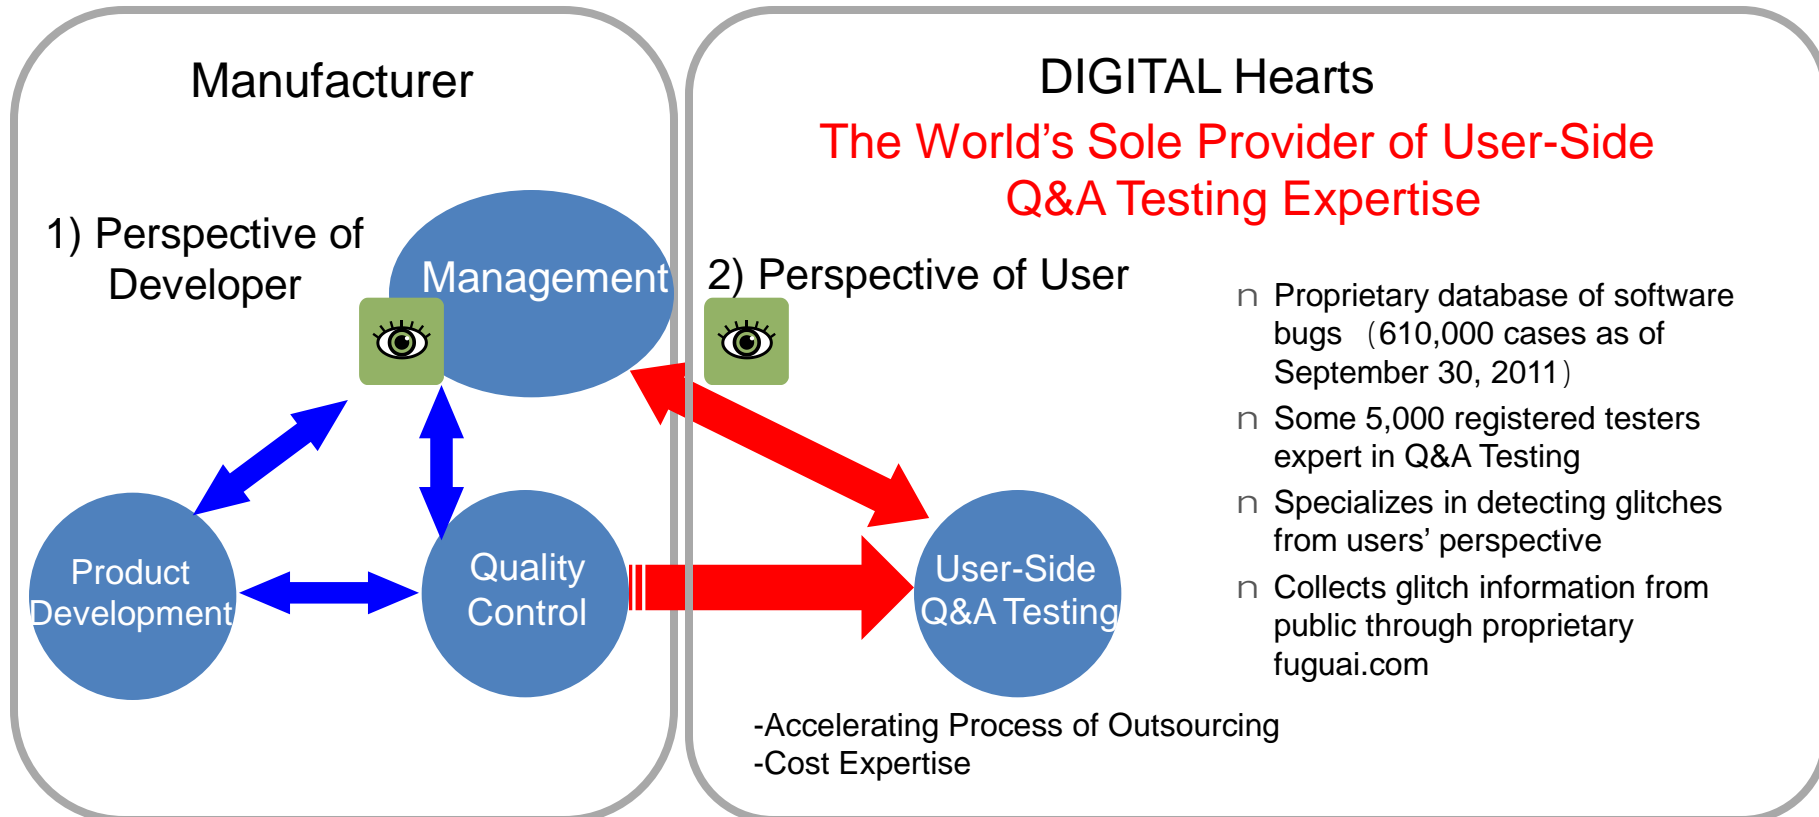 Manufacturer
1) Perspective of
Developer
Management
Product
Development
Quality
Control
DIGITAL Hearts
The World’s Sole Provider of User-Side
Q&A Testing Expertise
2) Perspective of User
User-Side
Q&A Testing
-Accelerating Process of Outsourcing
-Cost Expertise
n Proprietary database of software
bugs （610,000 cases as of
September 30, 2011）
n Some 5,000 registered testers
expert in Q&A Testing
n Specializes in detecting glitches
from users’ perspective
n Collects glitch information from
public through proprietary
fuguai.com